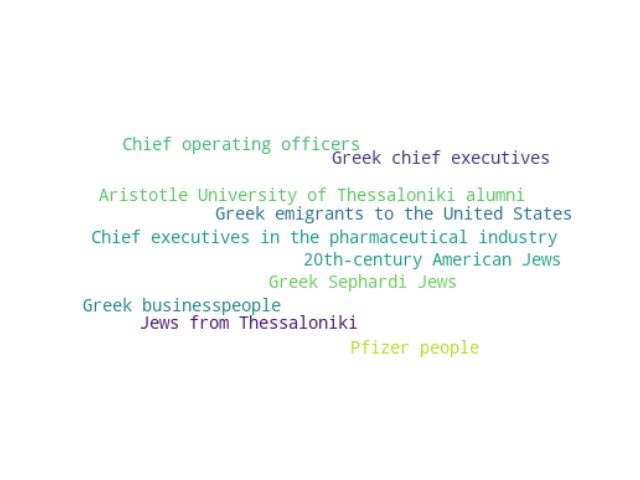 Chief operating officers
Greek chief executives
Aristotle University of Thessaloniki alumni
Greek emigrants to the United States
Chief executives in the pharmaceutical industry
20th-century American Jews
Greek Sephardi Jews
Greek businesspeople
Jews from Thessaloniki
Pfizer people